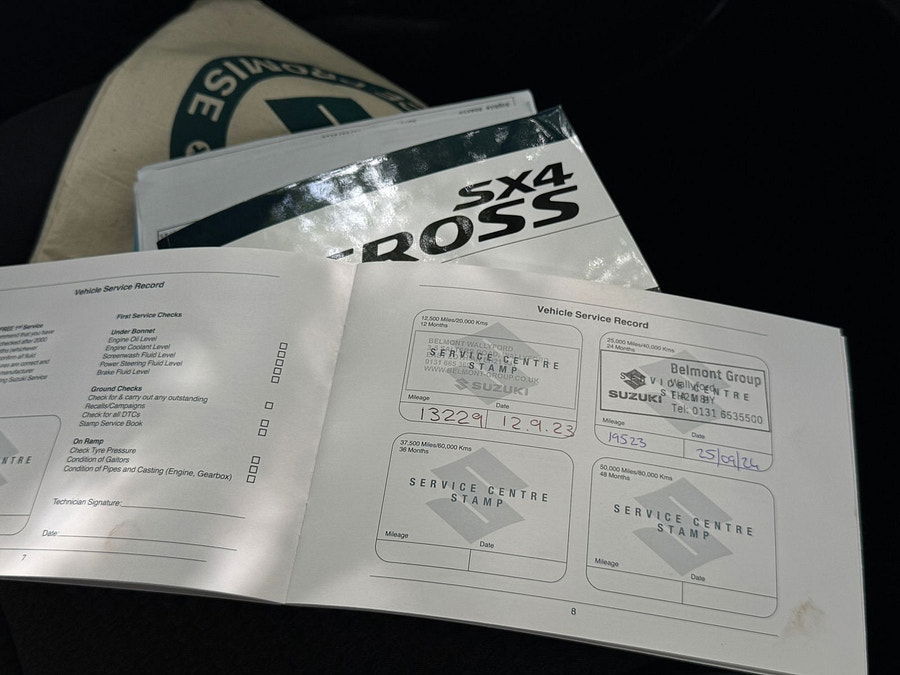 PROMISE
SX4
CROSS
Vehicle Service Record
FREE 1st Service
First Service Checks
Under Bonnet
Engine Oil Level
Engine Coolant Level
Screenwash Fluid Level
Power Steering Fluid Level
Brake Fluid Level
Ground Checks
Check for & carry out any outstanding
Recalls/Campaigns
Check for all DTCs
Stamp Service Book
On Ramp
Check Tyre Pressure
Condition of Gaitors
Condition of Pipes and Casting (Engine, Gearbox)
Technician Signature:
Date:
7
Vehicle Service Record
12,500 Miles/20,000 Kms
12 Months
BELMONT WALLYFORD
SERVICE CENTRE
STAMP
WWW.BELMONT-GROUP.CO.UK
SUZUKI
Mileage
Date
13229
12.9.23
25,000 Miles/40,000 Kms
24 Months
Belmont Group
Wallyford
SERVICE CENTRE
STAMP
EH21 8BY
SUZUKI
Tel: 0131 6535500
Mileage
Date
19523
25/09/24
37,500 Miles/60,000 Kms
36 Months
SERVICE CENTRE
STAMP
Mileage
Date
50,000 Miles/80,000 Kms
48 Months
SERVICE CENTRE
STAMP
Mileage
Date
8